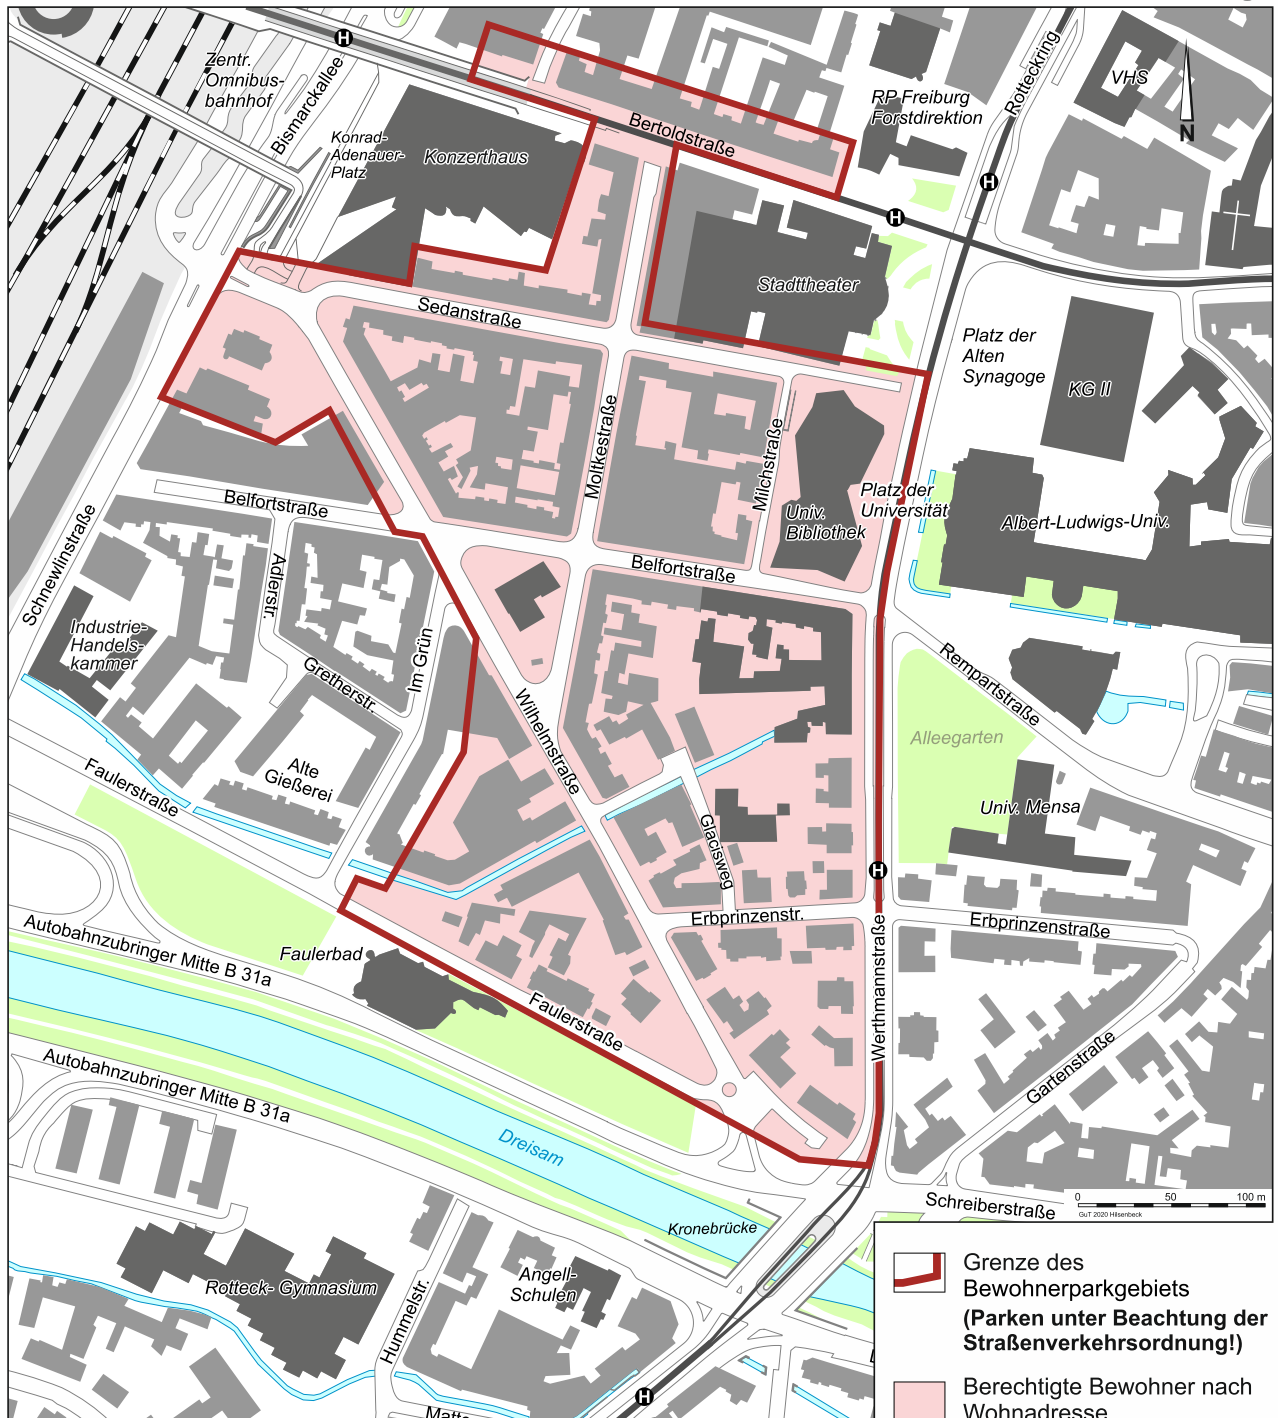 H
Zentr.
Omnibus-
bahnhof
Bismarckallee
Konrad-
Adenauer-
Platz
Konzerthaus
Bertoldstraße
RP Freiburg
Forstdirektion
Rotteckring
VHS
N
H
H
Stadttheater
Sedanstraße
Platz der
Alten
Synagoge
KG II
Moltkestraße
Milchstraße
Univ.
Bibliothek
Platz der
Universität
Albert-Ludwigs-Univ.
Belfortstraße
Schnewlinstraße
Adlerstr.
Belfortstraße
Industrie-
Handels-
kammer
Im Grün
Gretherstr.
Wilhelmstraße
Rempartstraße
Alleegarten
Alte
Gießerei
Faulerstraße
Univ. Mensa
Glacisweg
H
Erbprinzenstr.
Erbprinzenstraße
Autobahnzubringer Mitte B 31a
Faulerbad
Werthmannstraße
Faulerstraße
Gartenstraße
Autobahnzubringer Mitte B 31a
Dreisam
Kronebrücke
Schreiberstraße
0 50 100 m
GuT 2020 Hilsenbeck
Rotteck- Gymnasium
Hummelstr.
Angell-
Schulen
H
Grenze des
Bewohnerparkgebiets
(Parken unter Beachtung der
Straßenverkehrsordnung!)
Berechtigte Bewohner nach
Wohnadresse